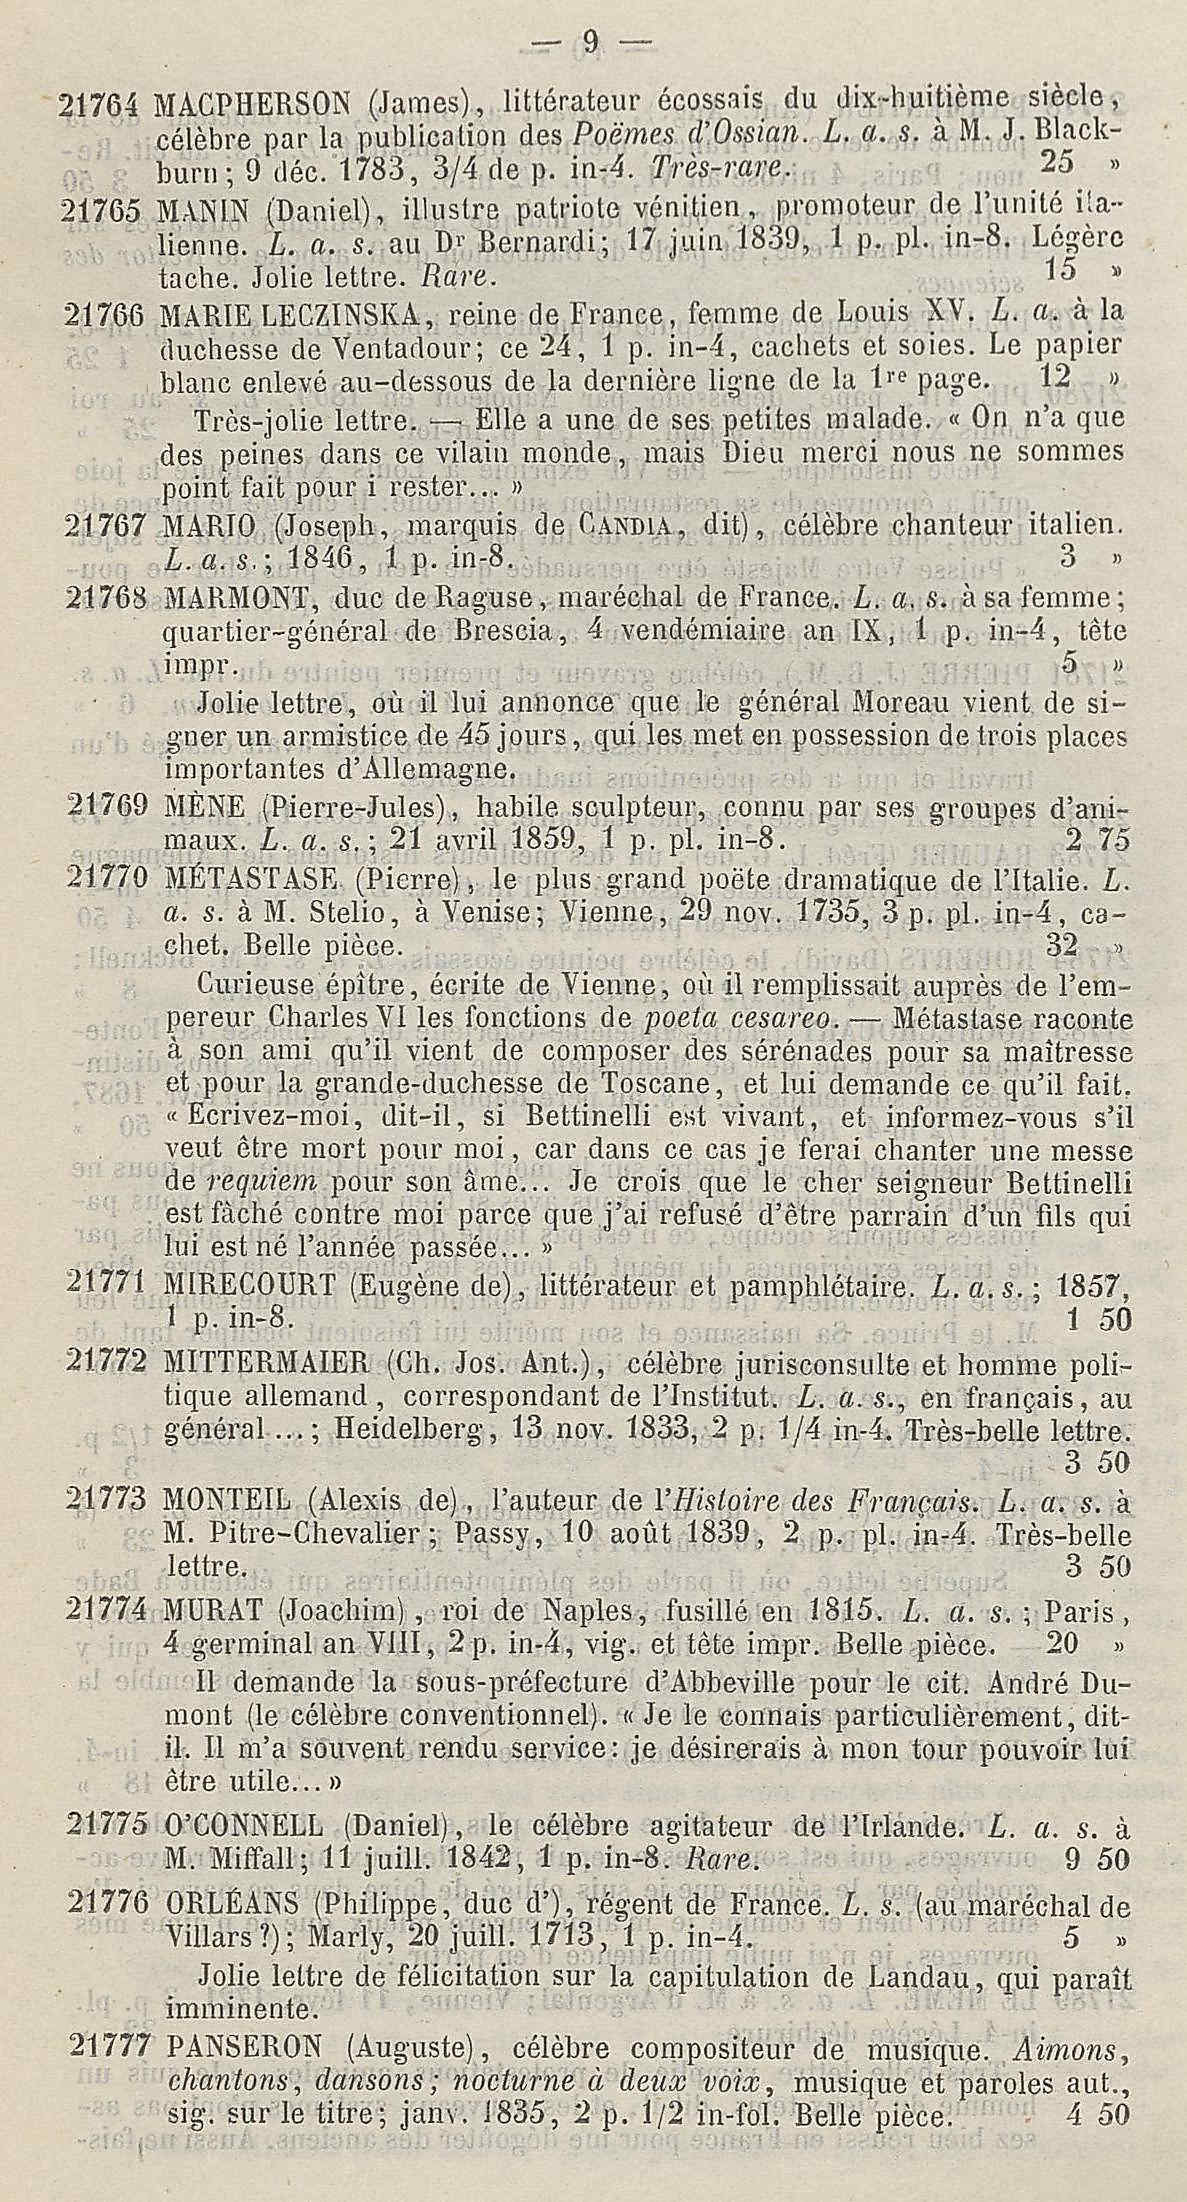 — 9 —
21764 MACPHERSON (James), littérateur écossais du dix-huitième siècle,
célèbre par la publication des Poëmes d'Ossian. L. a. s. à M. J. Black-
burn; 9 déc. 1783, 3/4 de p. in-4. Très-rare. 25 »
21765 MANIN (Daniel), illustre patriote vénitien, promoteur de l'unité ita-
lienne. L. a. s. au Dr Bernardi; 17 juin 1839, 1 p. pl. in-8. Légère
tache. Jolie lettre. Rare. 15 »
21766 MARIE LECZINSKA, reine de France, femme de Louis XV. L. a. à la
duchesse de Ventadour; ce 24, 1 p. in-4, cachets et soies. Le papier
blanc enlevé au-dessous de la dernière ligne de la 1re page. 12 »
Très-jolie lettre. — Elle a une de ses petites malade. « On n'a que
des peines dans ce vilain monde, mais Dieu merci nous ne sommes
point fait pour i rester... »
21767 MARIO (Joseph, marquis de CANDIA, dit), célèbre chanteur italien.
L. a. s.; 1846, 1 p. in-8. 3 »
21768 MARMONT, duc de Raguse, maréchal de France. L. a. s. à sa femme;
quartier-général de Brescia, 4 vendémiaire an IX, 1 p. in-4, tête
impr. 5 »
Jolie lettre, où il lui annonce que le général Moreau vient de si-
gner un armistice de 45 jours, qui les met en possession de trois places
importantes d'Allemagne.
21769 MÈNE (Pierre-Jules), habile sculpteur, connu par ses groupes d'ani-
maux. L. a. s.; 21 avril 1859, 1 p. pl. in-8. 2 75
21770 MÉTASTASE (Pierre), le plus grand poëte dramatique de l'Italie. L.
a. s. à M. Stelio, à Venise; Vienne, 29 nov. 1735, 3 p. pl. in-4, ca-
chet. Belle pièce. 32 »
Curieuse épître, écrite de Vienne, où il remplissait auprès de l'em-
pereur Charles VI les fonctions de poeta cesareo. — Métastase raconte
à son ami qu'il vient de composer des sérénades pour sa maîtresse
et pour la grande-duchesse de Toscane, et lui demande ce qu'il fait.
« Ecrivez-moi, dit-il, si Bettinelli est vivant, et informez-vous s'il
veut être mort pour moi, car dans ce cas je ferai chanter une messe
de requiem pour son âme... Je crois que le cher seigneur Bettinelli
est fâché contre moi parce que j'ai refusé d'être parrain d'un fils qui
lui est né l'année passée... »
21771 MIRECOURT (Eugène de), littérateur et pamphlétaire. L. a. s.; 1857,
1 p. in-8. 1 50
21772 MITTERMAIER (Ch. Jos. Ant.), célèbre jurisconsulte et homme poli-
tique allemand, correspondant de l'Institut. L. a. s., en français, au
général...; Heidelberg, 13 nov. 1833, 2 p. 1/4 in-4. Très-belle lettre.
3 50
21773 MONTEIL (Alexis de), l'auteur de l'Histoire des Français. L. a. s. à
M. Pitre-Chevalier; Passy, 10 août 1839, 2 p. pl. in-4. Très-belle
lettre. 3 50
21774 MURAT (Joachim), roi de Naples, fusillé en 1815. L. a. s.; Paris,
4 germinal an VIII, 2 p. in-4, vig. et tête impr. Belle pièce. 20 »
Il demande la sous-préfecture d'Abbeville pour le cit. André Du-
mont (le célèbre conventionnel). « Je le connais particulièrement, dit-
il. Il m'a souvent rendu service: je désirerais à mon tour pouvoir lui
être utile... »
21775 O'CONNELL (Daniel), le célèbre agitateur de l'Irlande. L. a. s. à
M. Miffall; 11 juill. 1842, 1 p. in-8. Rare. 9 50
21776 ORLÉANS (Philippe, duc d'), régent de France. L. s. (au maréchal de
Villars?); Marly, 20 juill. 1713, 1 p. in-4. 5 »
Jolie lettre de félicitation sur la capitulation de Landau, qui paraît
imminente.
21777 PANSERON (Auguste), célèbre compositeur de musique. Aimons,
chantons, dansons; nocturne à deux voix, musique et paroles aut.,
sig. sur le titre; janv. 1835, 2 p. 1/2 in-fol. Belle pièce. 4 50